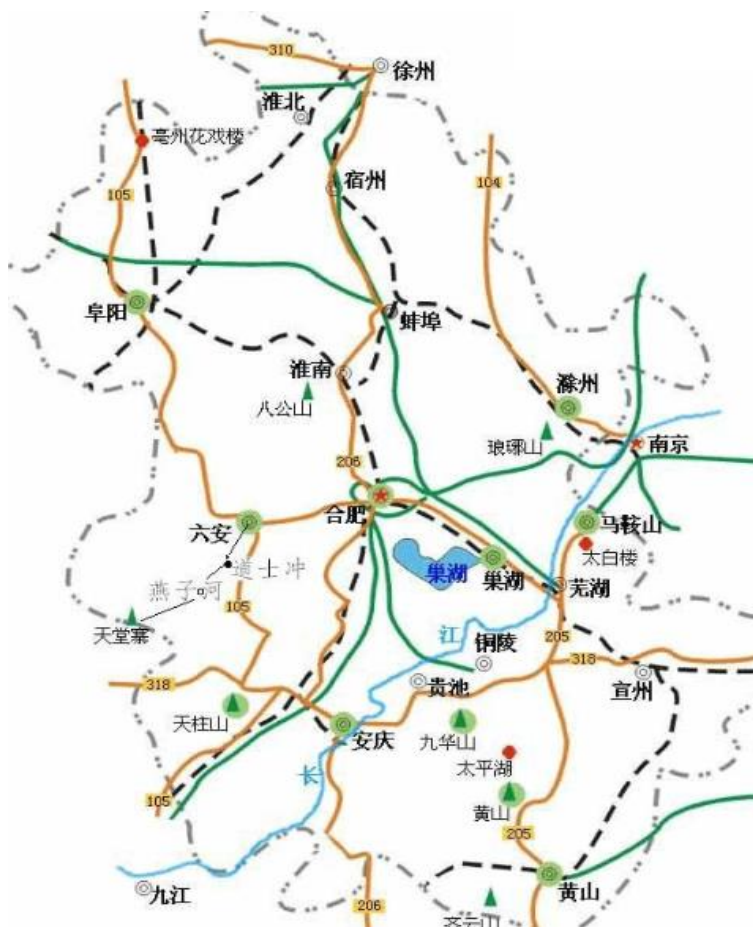 310
徐州
淮北
亳州花戏楼
宿州
104
105
阜阳
蚌埠
淮南
滁州
八公山
琅琊山
南京
206
合肥
六安
马鞍山
道士冲
太白楼
燕子河
巢湖
巢湖
芜湖
105
天堂寨
江
205
铜陵
318
318
贵池
宣州
天柱山
安庆
九华山
太平湖
长
105
黄山
205
九江
黄山
206
齐云山